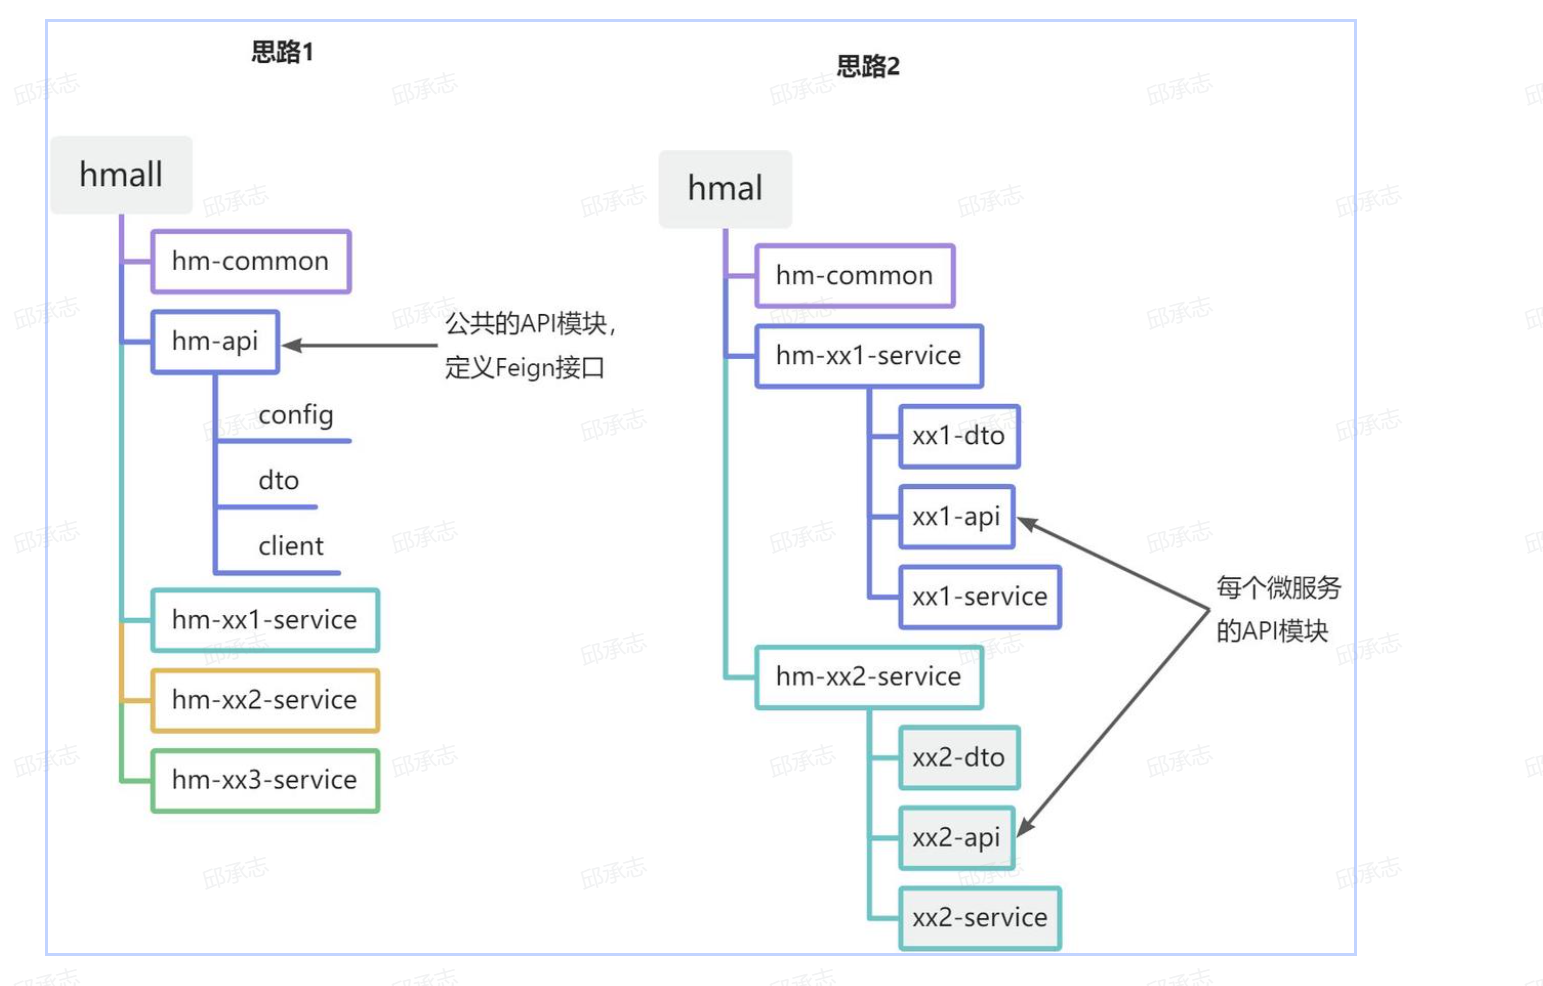 思路1
hmall
hm-common
hm-api
公共的API模块，
定义Feign接口
config
dto
client
hm-xx1-service
hm-xx2-service
hm-xx3-service
思路2
hmal
hm-common
hm-xx1-service
xx1-dto
xx1-api
xx1-service
每个微服务
的API模块
hm-xx2-service
xx2-dto
xx2-api
xx2-service
邱承志